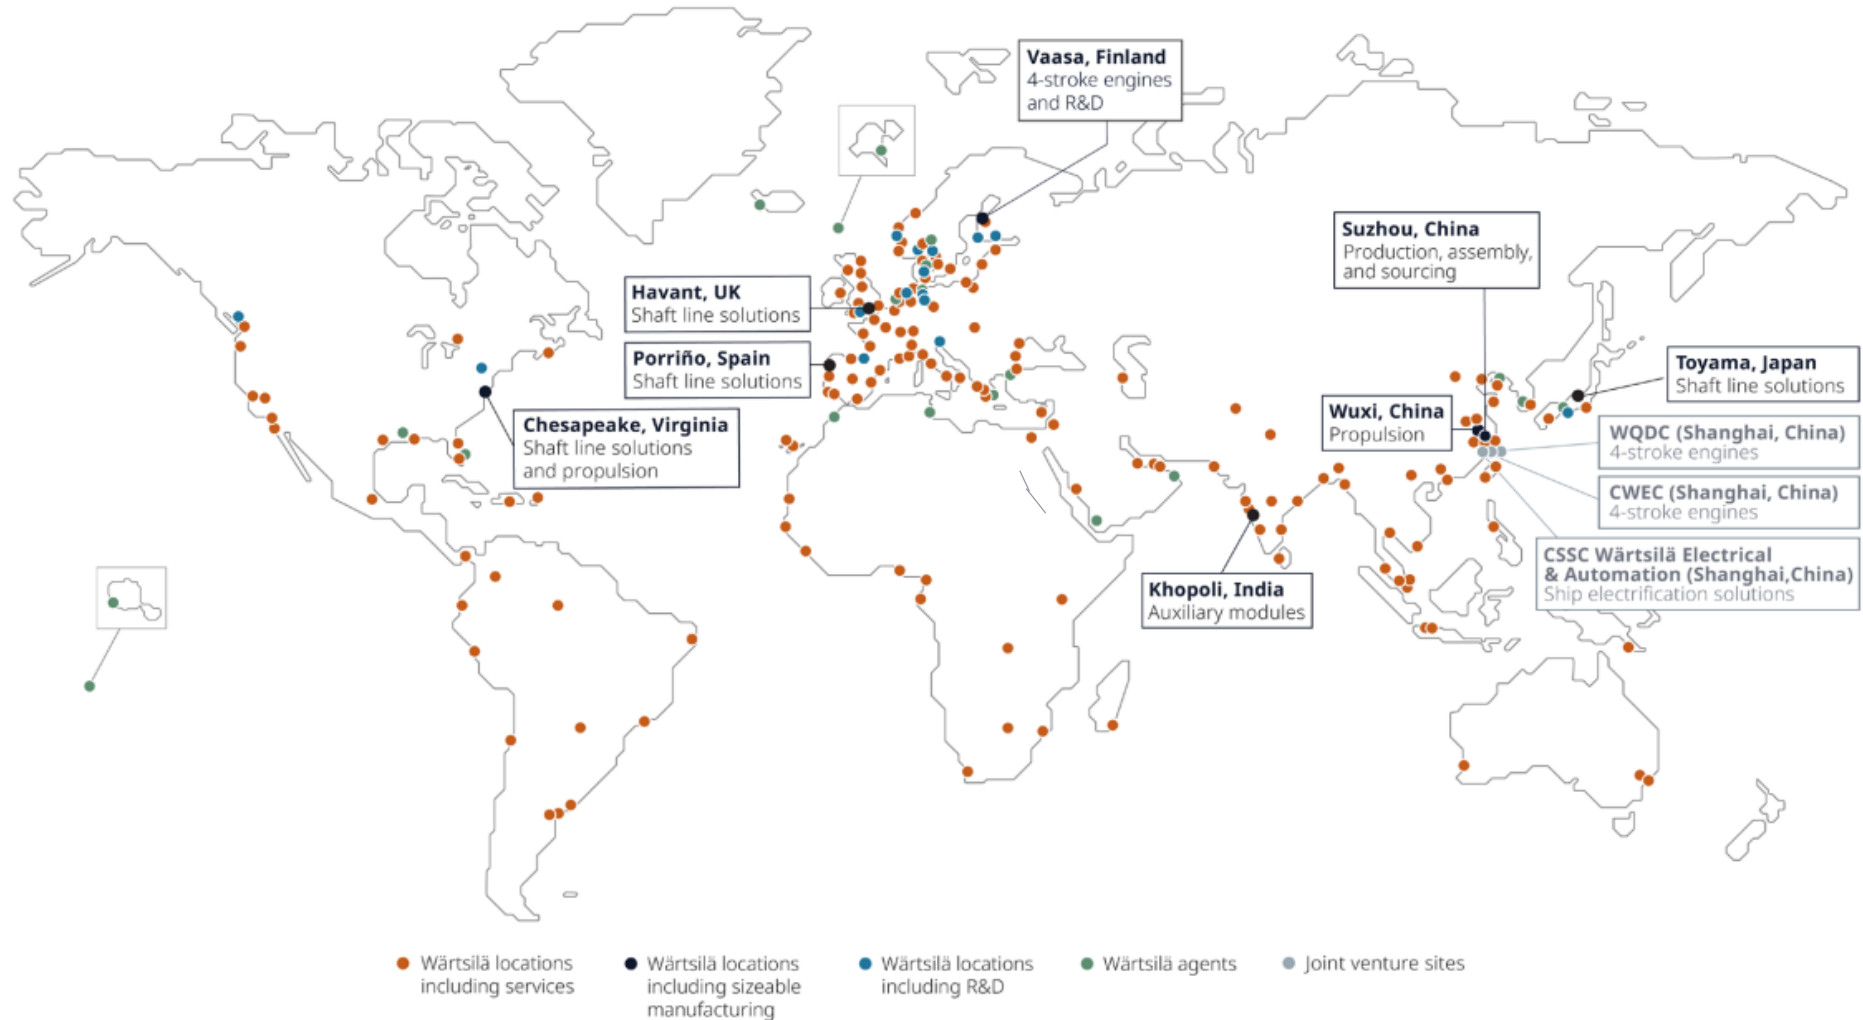 Vaasa, Finland
4-stroke engines
and R&D
Suzhou, China
Production, assembly,
and sourcing
Havant, UK
Shaft line solutions
Porriño, Spain
Shaft line solutions
Toyama, Japan
Shaft line solutions
Chesapeake, Virginia
Shaft line solutions
and propulsion
Wuxi, China
Propulsion
WQDC (Shanghai, China)
4-stroke engines
CWEC (Shanghai, China)
4-stroke engines
CSSC Wärtsilä Electrical
& Automation (Shanghai,China)
Ship electrification solutions
Khopoli, India
Auxiliary modules
Wärtsilä locations
including services
Wärtsilä locations
including sizeable
manufacturing
Wärtsilä locations
including R&D
Wärtsilä agents
Joint venture sites